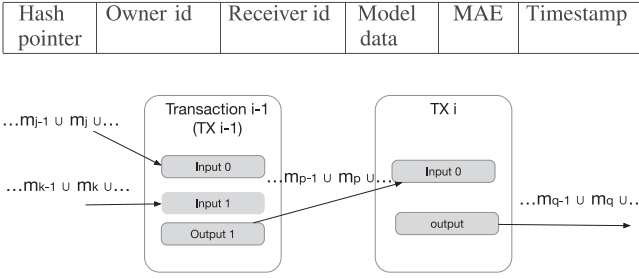 Hash pointer Owner id Receiver id Model data MAE Timestamp
Transaction i-1
(TX i-1)
TX i
...mj-1 ∪ mj ∪...
Input 0
...mp-1 ∪ mp ∪...
Input 0
...mk-1 ∪ mk ∪...
Input 1
...mq-1 ∪ mq ∪...
Output 1
output